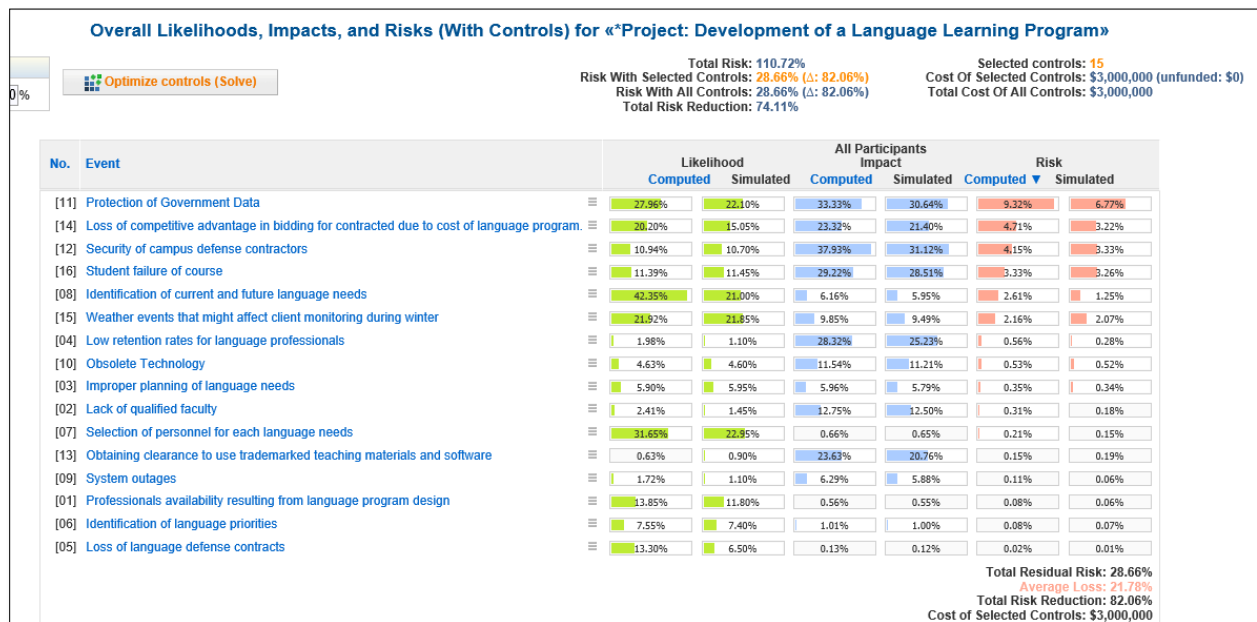 Overall Likelihoods, Impacts, and Risks (With Controls) for «*Project: Development of a Language Learning Program»
Total Risk: 110.72%
Risk With Selected Controls: 28.66% (Δ: 82.06%)
Risk With All Controls: 28.66% (Δ: 82.06%)
Total Risk Reduction: 74.11%
Selected controls: 15
Cost Of Selected Controls: $3,000,000 (unfunded: $0)
Total Cost Of All Controls: $3,000,000
%
Optimize controls (Solve)
All Participants
No. Event Likelihood Impact Risk
Computed Simulated Computed Simulated Computed ▼ Simulated
[11] Protection of Government Data 27.96% 22.10% 33.33% 30.64% 9.32% 6.77%
[14] Loss of competitive advantage in bidding for contracted due to cost of language program. 20.20% 15.05% 23.32% 21.40% 4.71% 3.22%
[12] Security of campus defense contractors 10.94% 10.70% 37.93% 31.12% 4.15% 3.33%
[16] Student failure of course 11.39% 11.45% 29.22% 28.51% 3.33% 3.26%
[08] Identification of current and future language needs 42.35% 21.00% 6.16% 5.95% 2.61% 1.25%
[15] Weather events that might affect client monitoring during winter 21.92% 21.85% 9.85% 9.49% 2.16% 2.07%
[04] Low retention rates for language professionals 1.98% 1.10% 28.32% 25.23% 0.56% 0.28%
[10] Obsolete Technology 4.63% 4.60% 11.54% 11.21% 0.53% 0.52%
[03] Improper planning of language needs 5.90% 5.95% 5.96% 5.79% 0.35% 0.34%
[02] Lack of qualified faculty 2.41% 1.45% 12.75% 12.50% 0.31% 0.18%
[07] Selection of personnel for each language needs 31.65% 22.95% 0.66% 0.65% 0.21% 0.15%
[13] Obtaining clearance to use trademarked teaching materials and software 0.63% 0.90% 23.63% 20.76% 0.15% 0.19%
[09] System outages 1.72% 1.10% 6.29% 5.88% 0.11% 0.06%
[01] Professionals availability resulting from language program design 13.85% 11.80% 0.56% 0.55% 0.08% 0.06%
[06] Identification of language priorities 7.55% 7.40% 1.01% 1.00% 0.08% 0.07%
[05] Loss of language defense contracts 13.30% 6.50% 0.13% 0.12% 0.02% 0.01%
Total Residual Risk: 28.66%
Average Loss: 21.78%
Total Risk Reduction: 82.06%
Cost of Selected Controls: $3,000,000